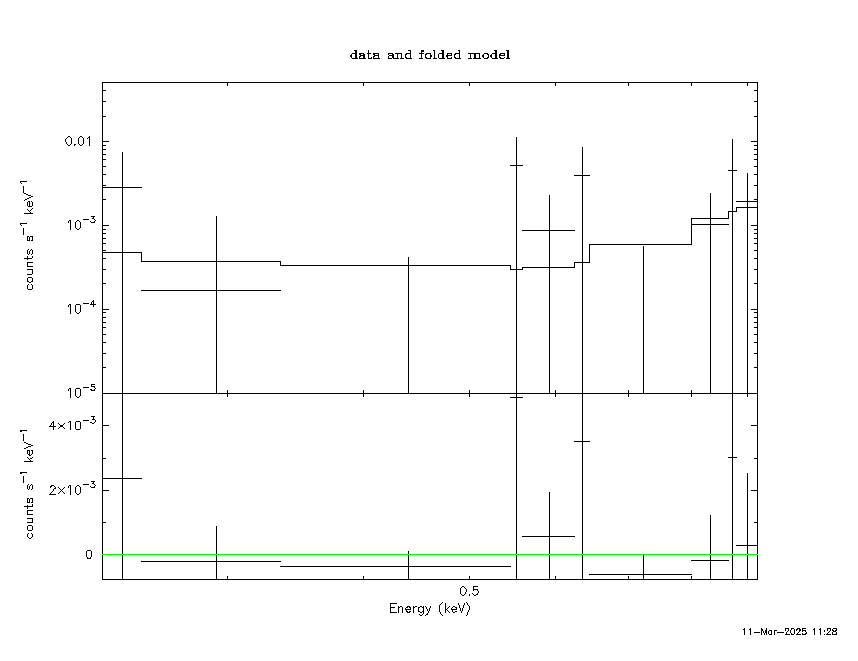 data and folded model
counts s⁻¹ keV⁻¹
0.01
10⁻³
10⁻⁴
10⁻⁵
counts s⁻¹ keV⁻¹
4×10⁻³
2×10⁻³
0
0.5
Energy (keV)
11-Mar-2025 11:28